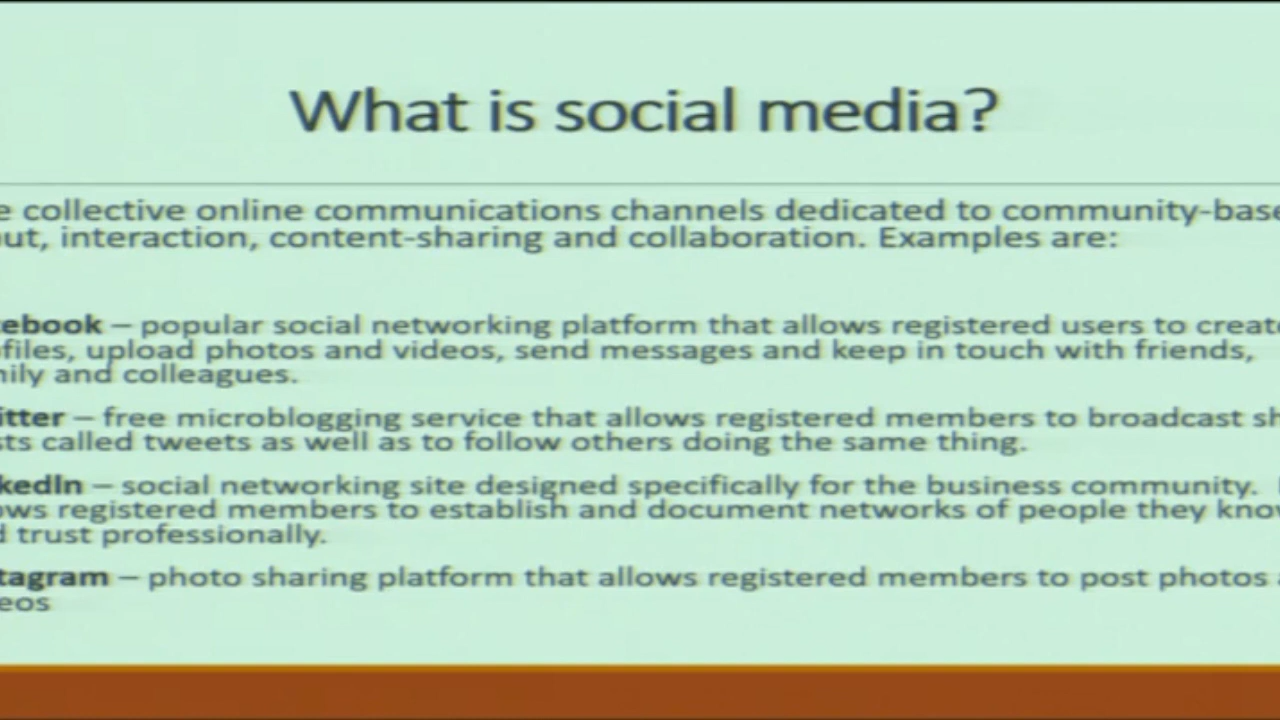 What is social media?
e collective online communications channels dedicated to community-base
ut, interaction, content-sharing and collaboration. Examples are:
ebook – popular social networking platform that allows registered users to creat
files, upload photos and videos, send messages and keep in touch with friends,
ily and colleagues.
itter – free microblogging service that allows registered members to broadcast sh
ts called tweets as well as to follow others doing the same thing.
kedIn – social networking site designed specifically for the business community.
ws registered members to establish and document networks of people they know
d trust professionally.
tagram – photo sharing platform that allows registered members to post photos a
eos